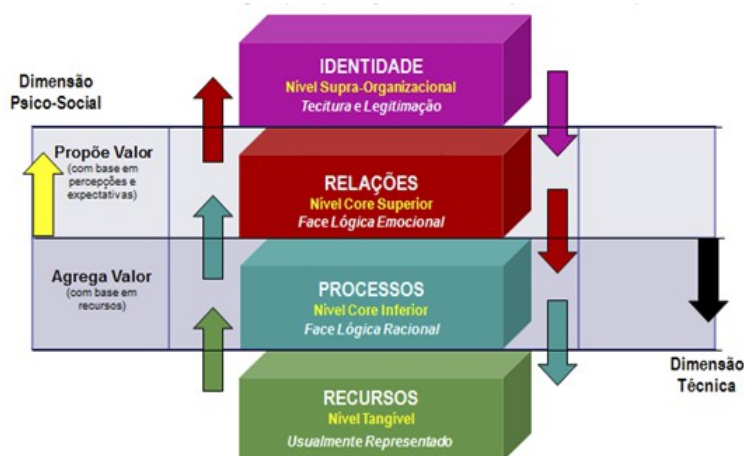 IDENTIDADE
Nível Supra-Organizacional
Tecitura e Legitimação
Dimensão
Psico-Social
Propõe Valor
(com base em
percepções e
expectativas)
RELAÇÕES
Nível Core Superior
Face Lógica Emocional
Agrega Valor
(com base em
recursos)
PROCESSOS
Nível Core Inferior
Face Lógica Racional
Dimensão
Técnica
RECURSOS
Nível Tangível
Usualmente Representado